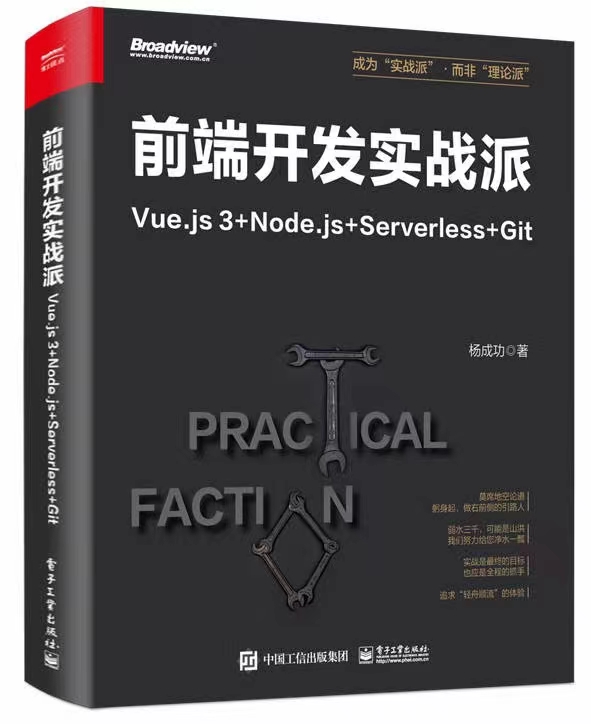 Broadview
www.broadview.com.cn
成为“实战派”·而非“理论派”
前端开发实战派
Vue.js 3+Node.js+Serverless+Git
杨成功◎著
PRACTICAL
FACTION
莫席地空论道
躬身起，做右前侧的引路人
弱水三千，可能是山洪
我们努力给您净水一瓢
实战是最终的目标
也应是全程的抓手
追求“轻舟顺流”的体验
中国工信出版集团
电子工业出版社
http://www.phei.com.cn
前端开发实战派
Vue.js 3+Node.js+Serverless+Git
电子工业出版社